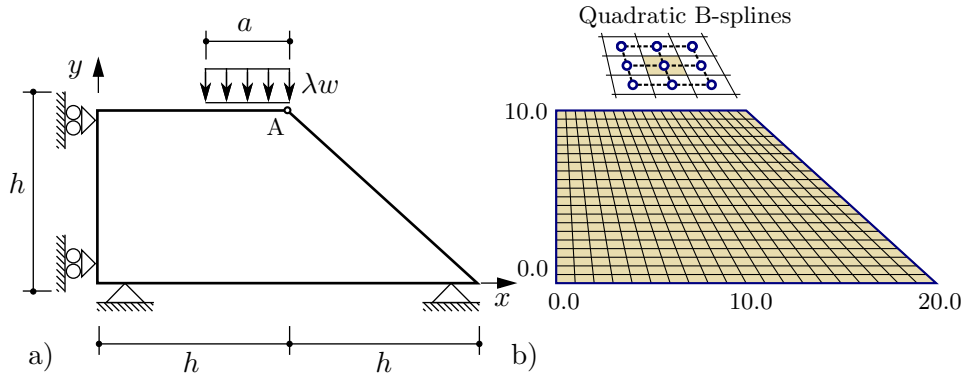 Quadratic B-splines
a
y
λw
A
h
x
h
h
a)
10.0
0.0
0.0
10.0
20.0
b)